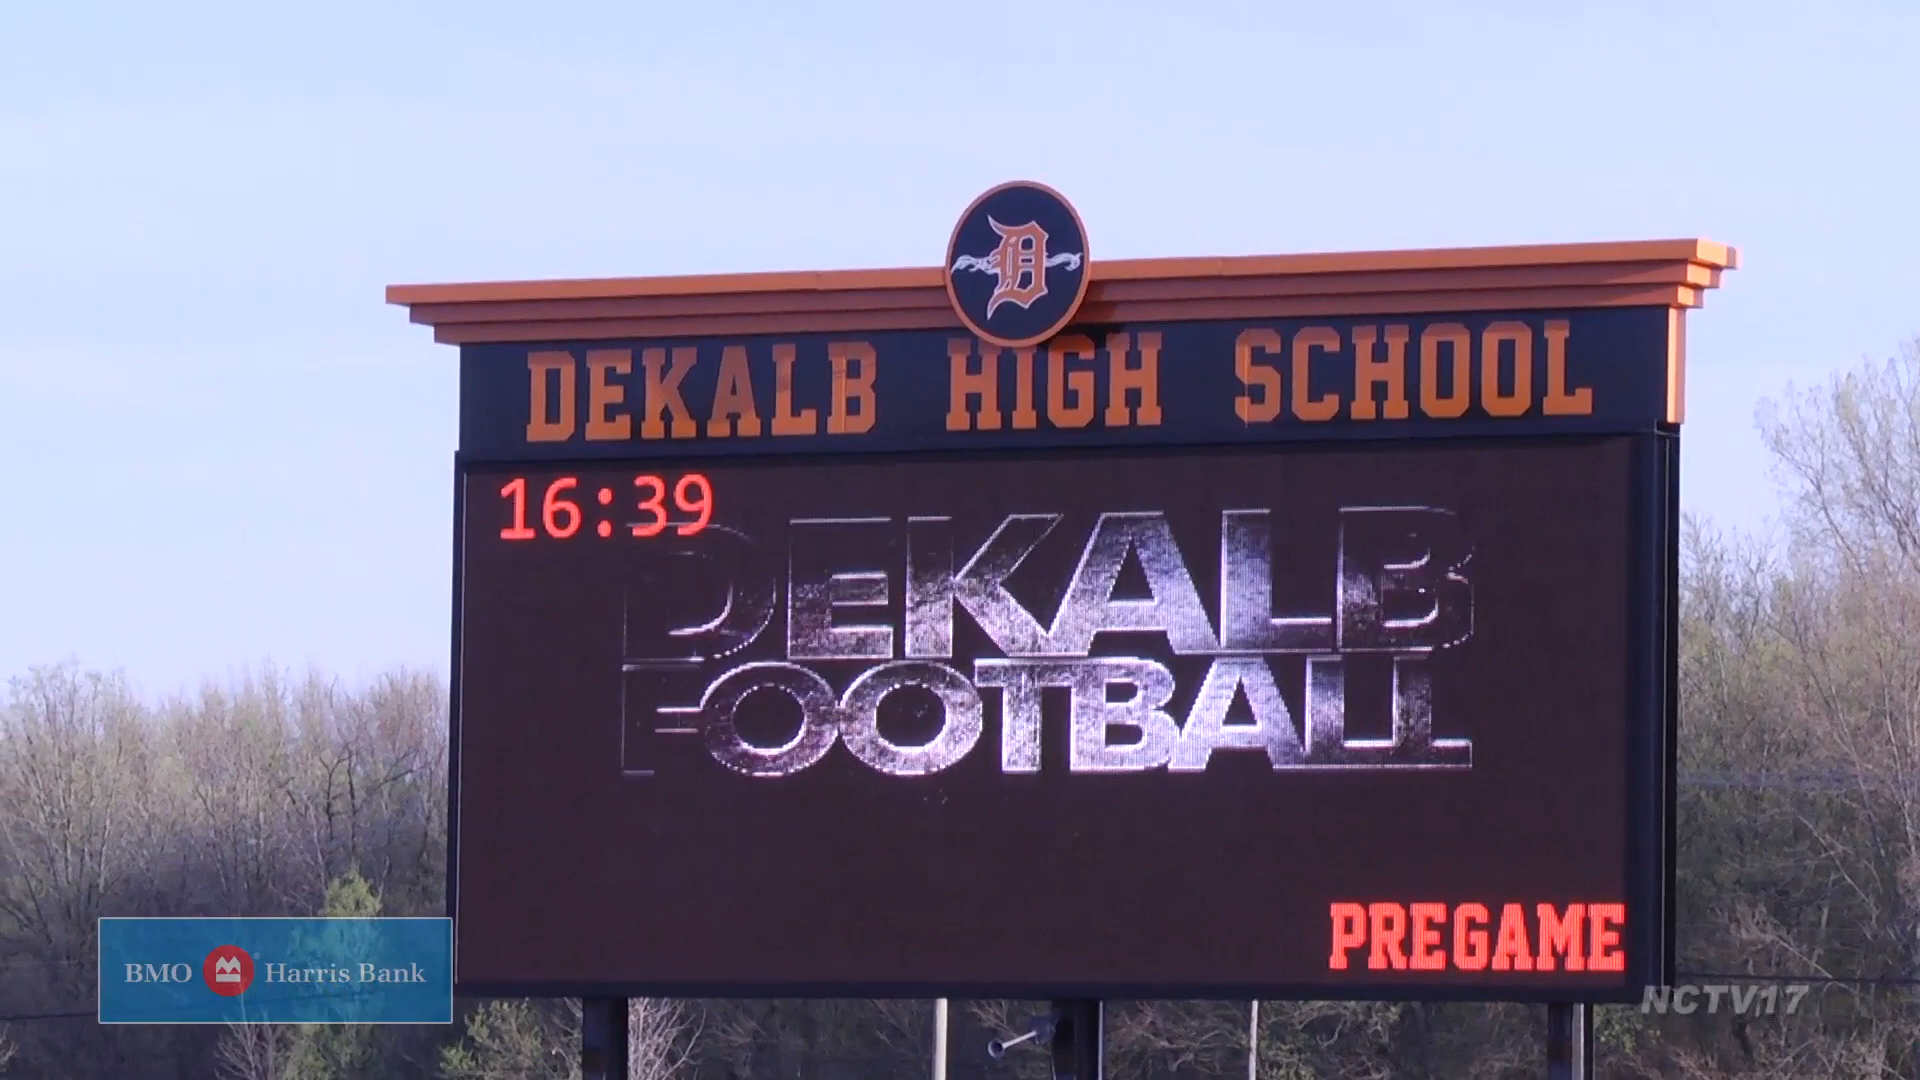 D
DEKALB HIGH SCHOOL
16:39
DEKALB
FOOTBALL
PREGAME
BMO Harris Bank
NCTV17